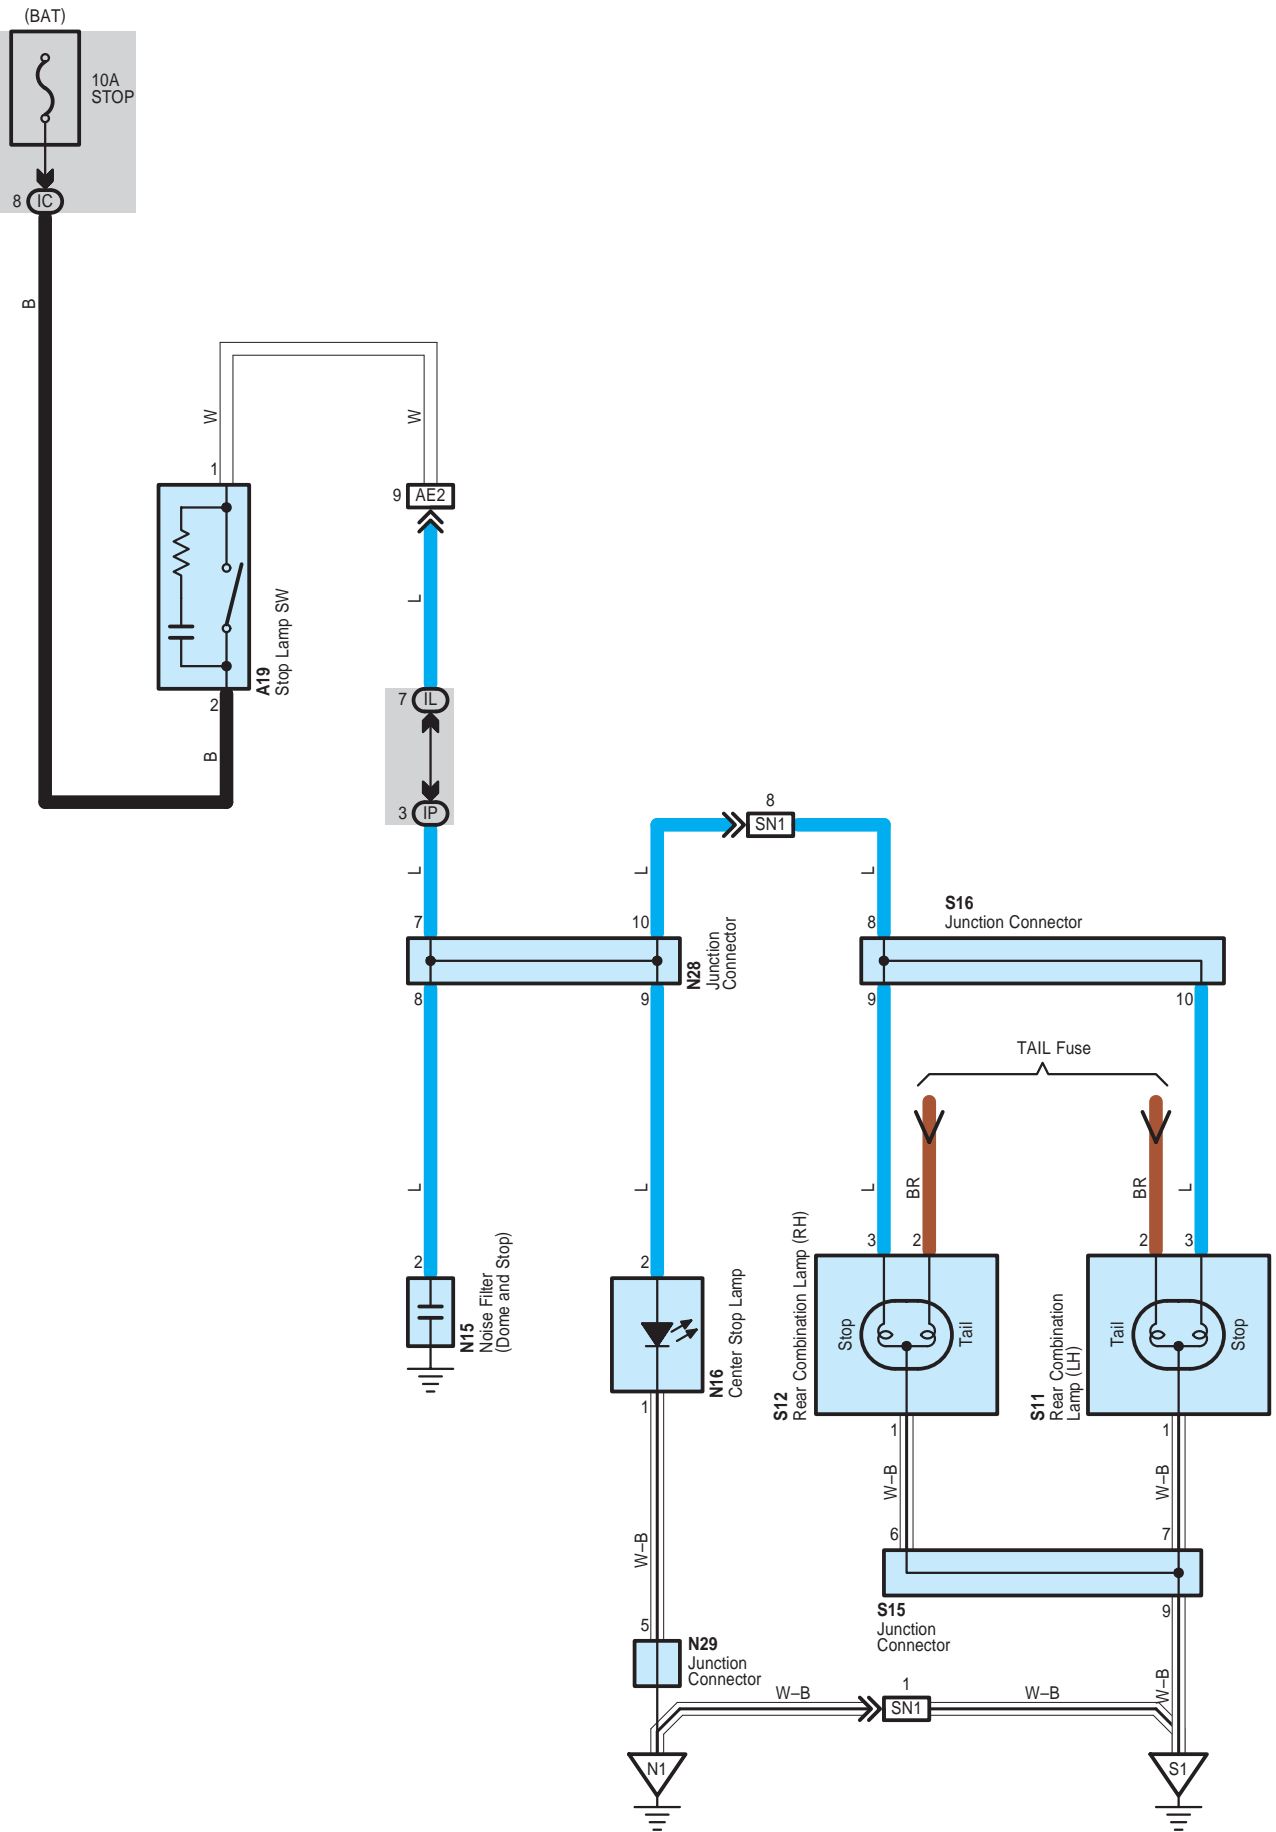 (BAT)
10A
STOP
8 IC
B
W
W
1
9 AE2
A19
Stop Lamp SW
2
B
L
7 IL
3 IP
8
SN1
L
L
L
7
10
8
N28
Junction
Connector
S16
Junction Connector
8
9
9
10
TAIL Fuse
L
L
L
BR
BR
L
2
2
3
2
2
3
N15
Noise Filter
(Dome and Stop)
N16
Center Stop Lamp
S12
Rear Combination Lamp (RH)
Stop
Tail
S11
Rear Combination
Lamp (LH)
Tail
Stop
1
1
1
W–B
W–B
W–B
6
7
S15
Junction
Connector
9
5
N29
Junction
Connector
W–B
1
SN1
W–B
W–B
N1
S1